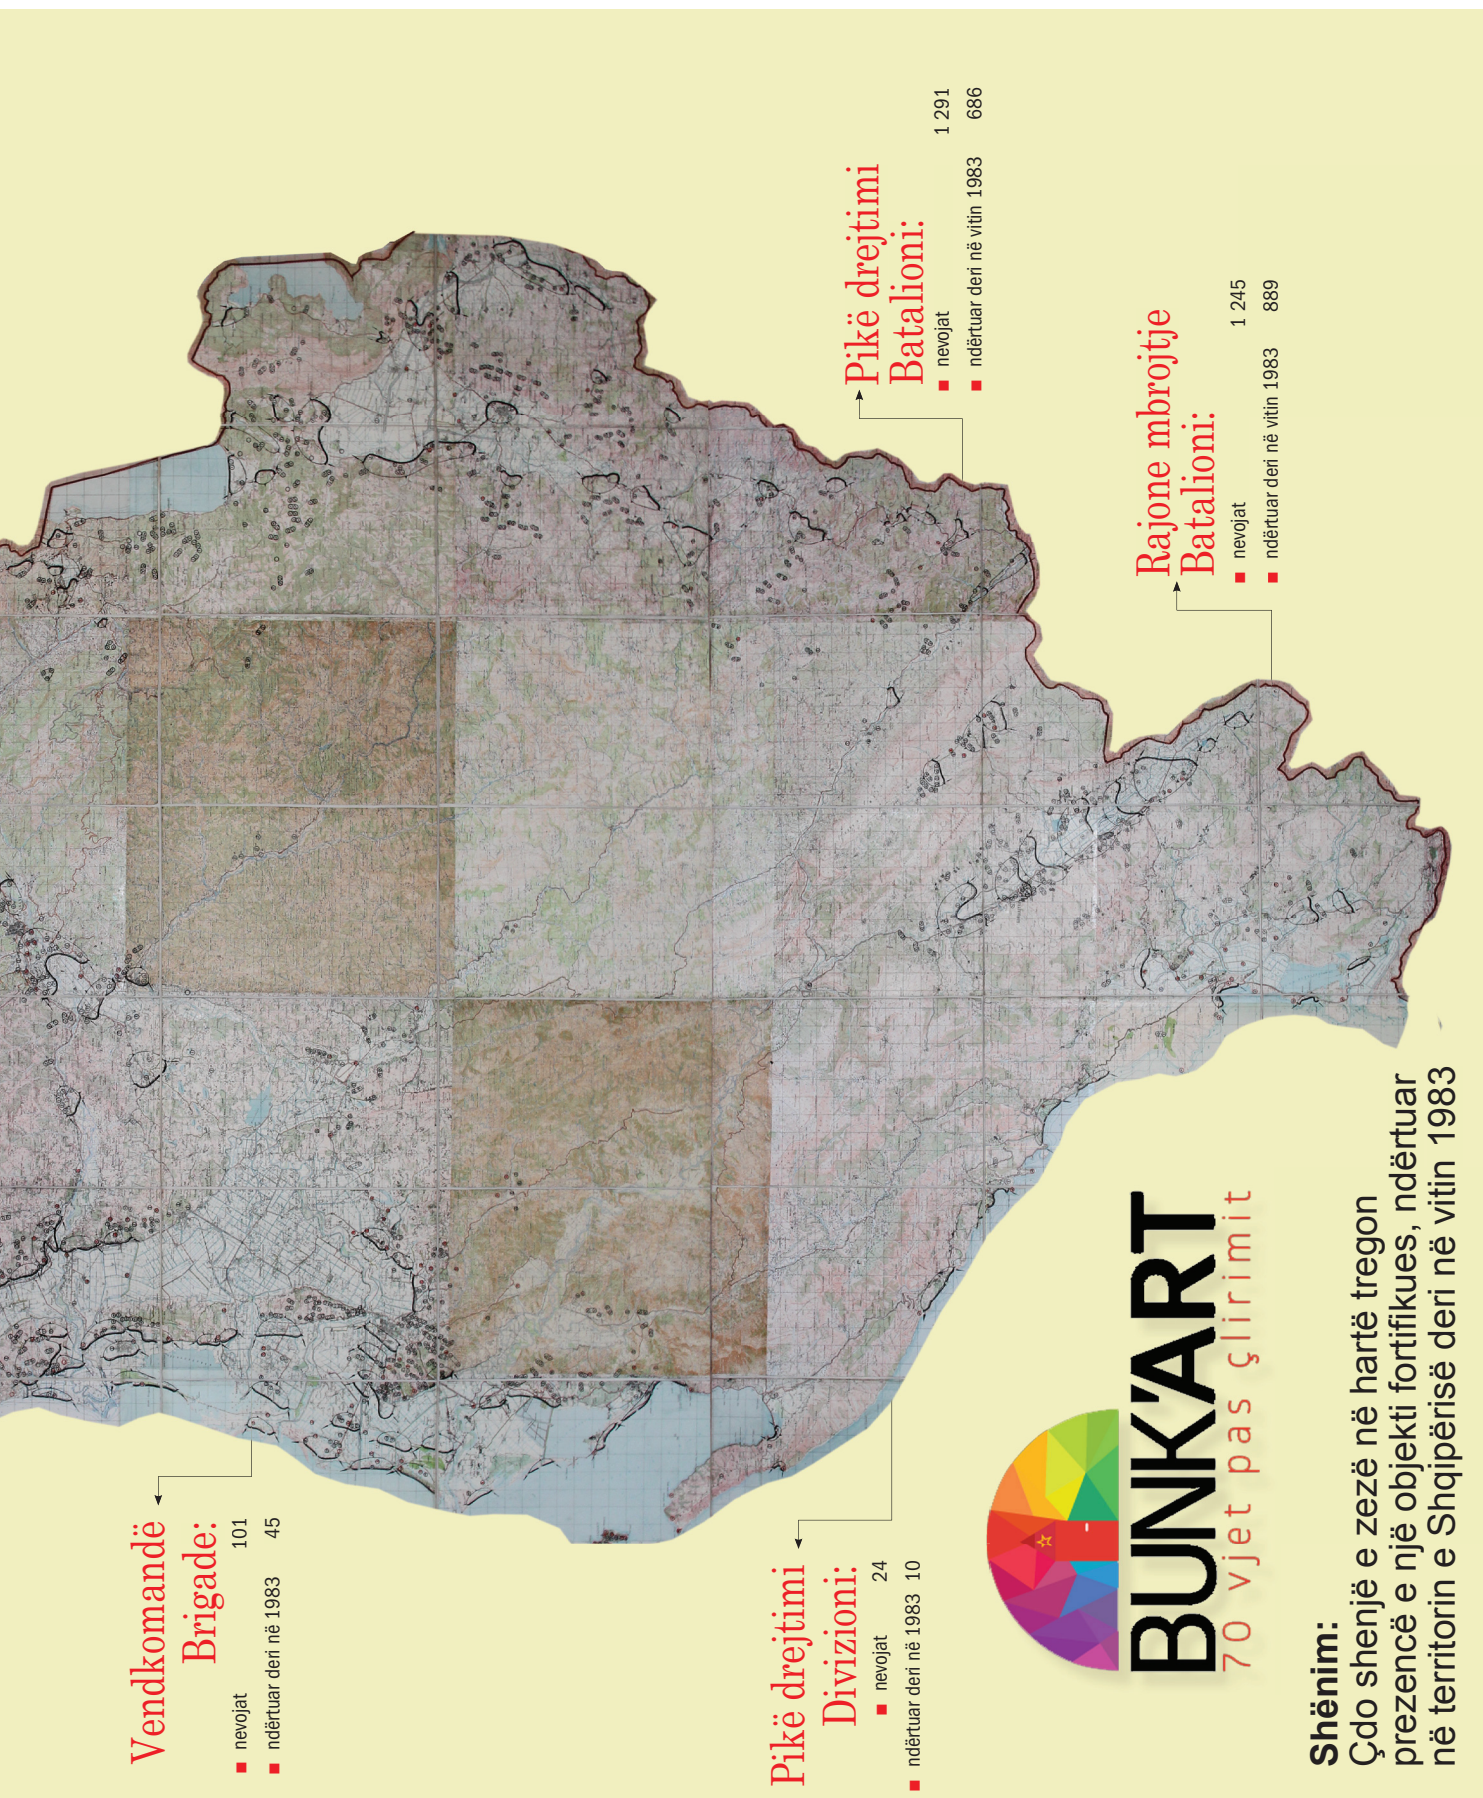 Vendkomandë
Brigade:
nevojat 101
ndërtuar deri në 1983 45
Pikë drejtimi
Divizioni:
nevojat 24
ndërtuar deri në 1983 10
Pikë drejtimi
Batalioni:
nevojat 1 291
ndërtuar deri në vitin 1983 686
Rajone mbrojtje
Batalioni:
nevojat 1 245
ndërtuar deri në vitin 1983 889
BUNK'ART
70 vjet pas çlirimit
Shënim:
Çdo shenjë e zezë në hartë tregon
prezencë e një objekti fortifikues, ndërtuar
në territorin e Shqipërisë deri në vitin 1983